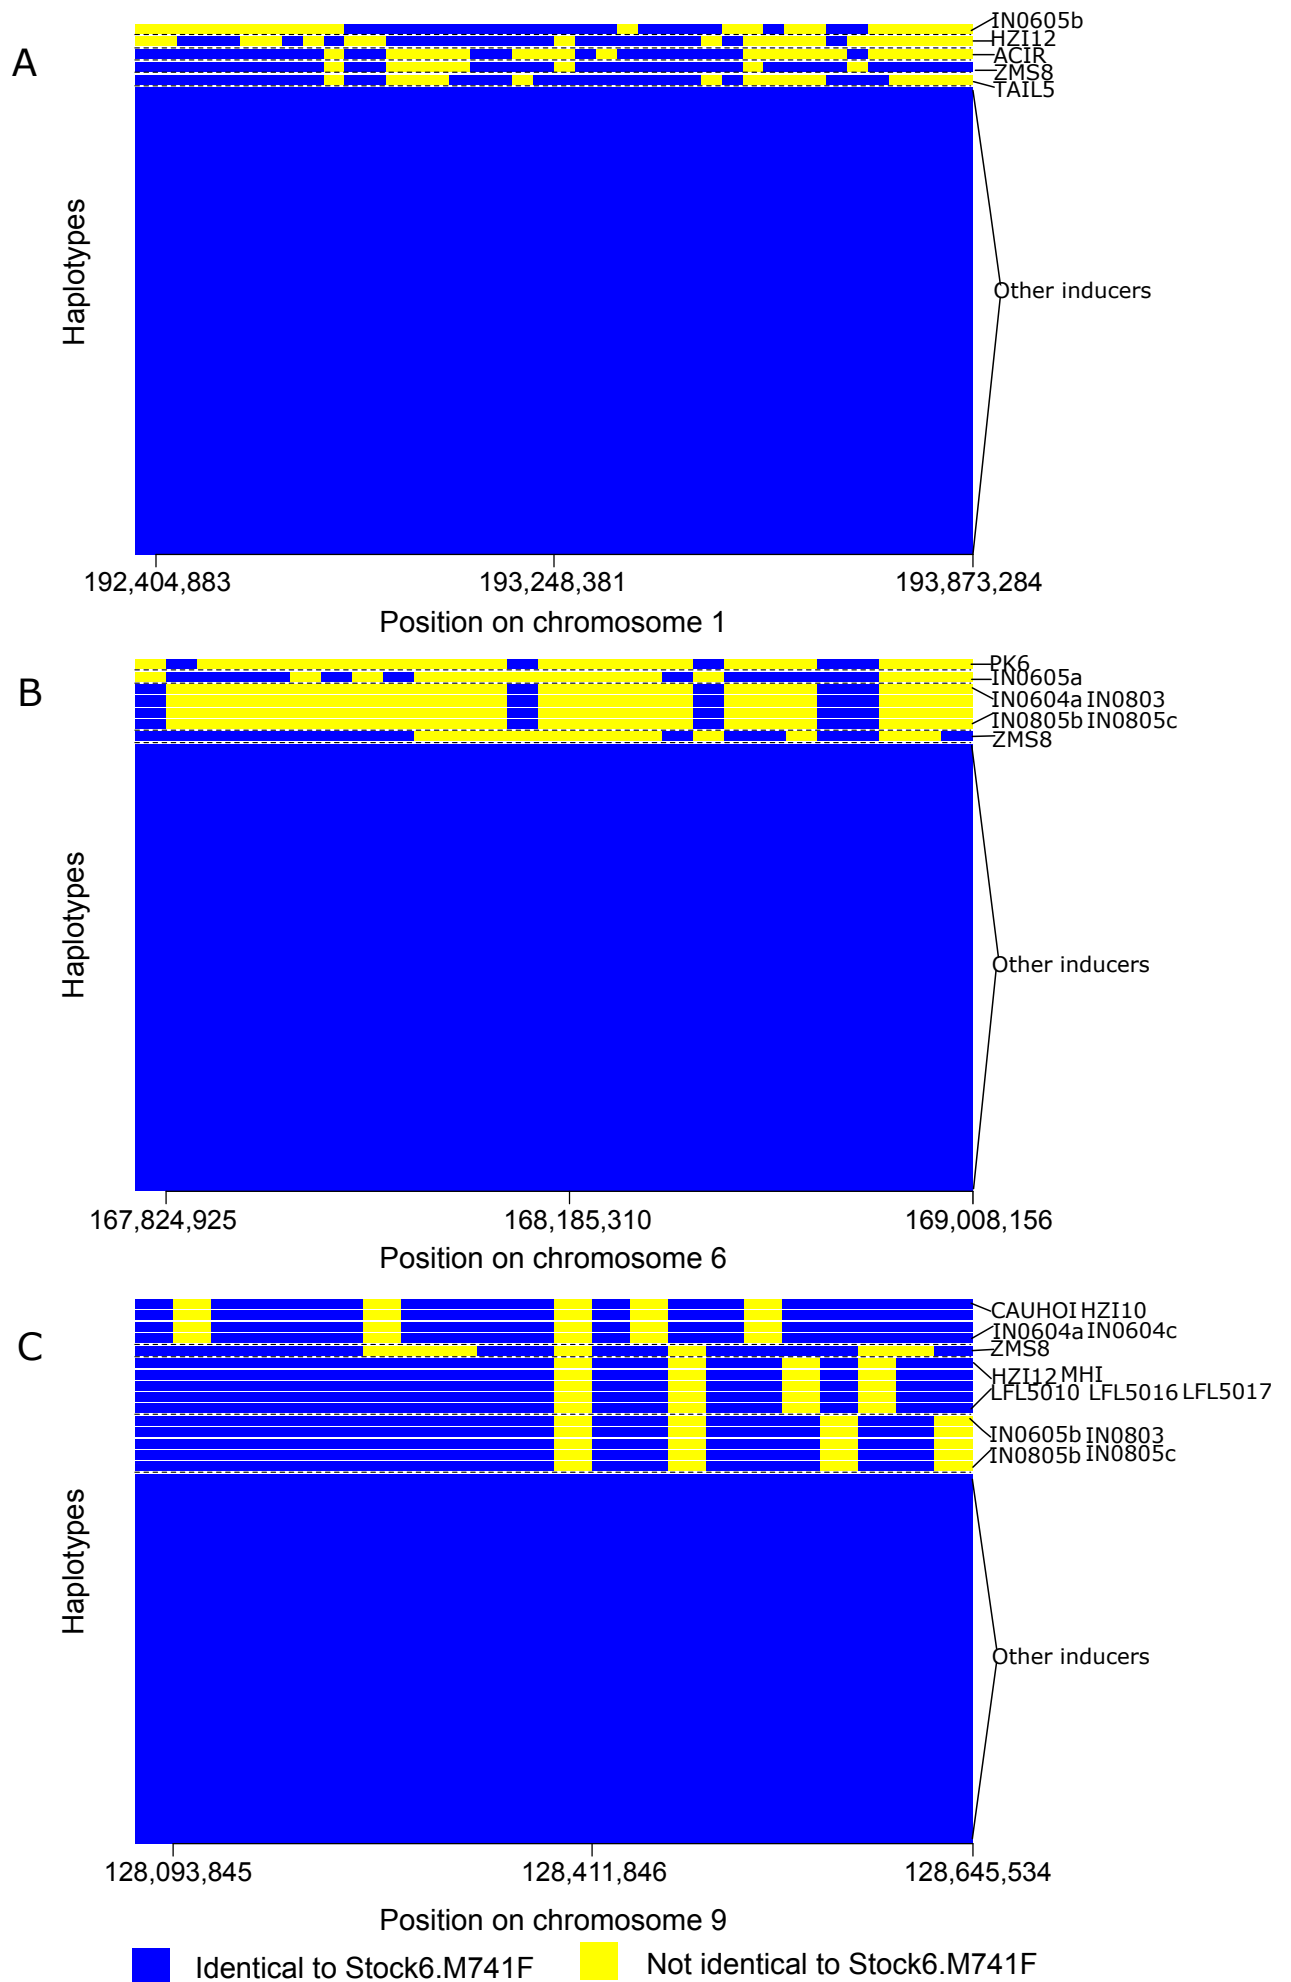 A
IN0605b
HZI12
ACIR
ZMS8
TAIL5
Haplotypes
Other inducers
192,404,883 193,248,381 193,873,284
Position on chromosome 1
B
PK6
IN0605a
IN0604a IN0803
IN0805b IN0805c
ZMS8
Haplotypes
Other inducers
167,824,925 168,185,310 169,008,156
Position on chromosome 6
C
CAUHOI HZI10
IN0604a IN0604c
ZMS8
HZI12 MHI
LFL5010 LFL5016 LFL5017
IN0605b IN0803
IN0805b IN0805c
Haplotypes
Other inducers
128,093,845 128,411,846 128,645,534
Position on chromosome 9
Identical to Stock6.M741F Not identical to Stock6.M741F